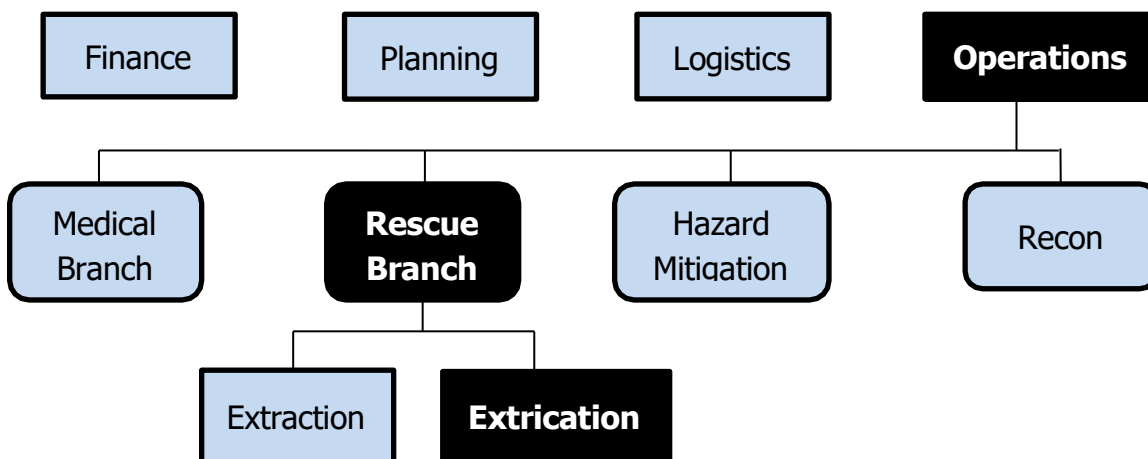 Finance
Planning
Logistics
Operations
Medical
Branch
Rescue
Branch
Hazard
Mitigation
Recon
Extraction
Extrication